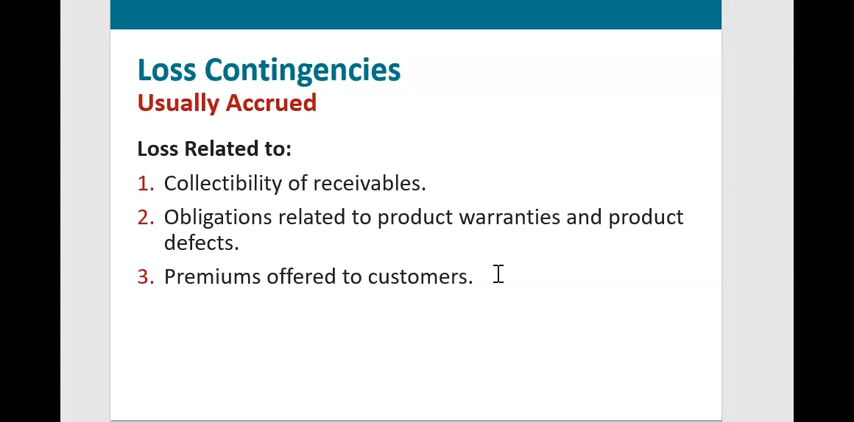 Loss Contingencies
Usually Accrued
Loss Related to:
1. Collectibility of receivables.
2. Obligations related to product warranties and product
defects.
3. Premiums offered to customers.